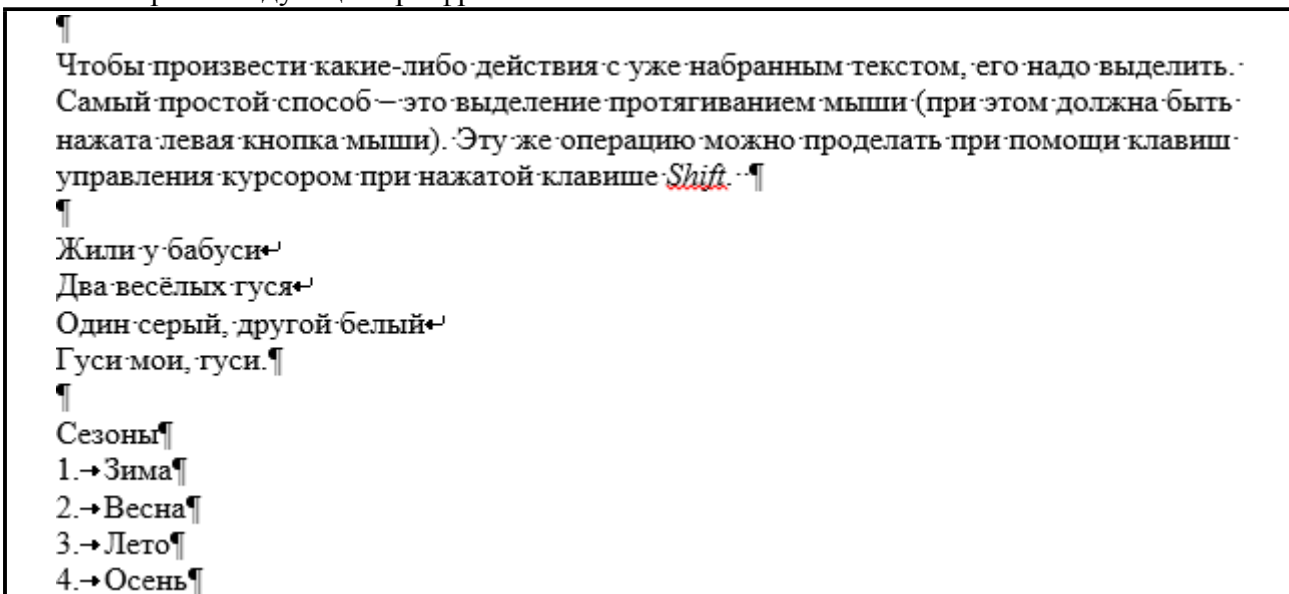 ¶
Чтобы·произвести·какие-либо·действия·с·уже·набранным·текстом,·его·надо·выделить.·
Самый·простой·способ·–·это·выделение·протягиванием·мыши·(при·этом·должна·быть·
нажата·левая·кнопка·мыши).·Эту·же·операцию·можно·проделать·при·помощи·клавиш·
управления·курсором·при·нажатой·клавише·Shift.··¶
¶
Жили·у·бабуси↵
Два·весёлых·гуся↵
Один·серый,·другой·белый↵
Гуси·мои,·гуси.¶
¶
Сезоны¶
1.→Зима¶
2.→Весна¶
3.→Лето¶
4.→Осень¶